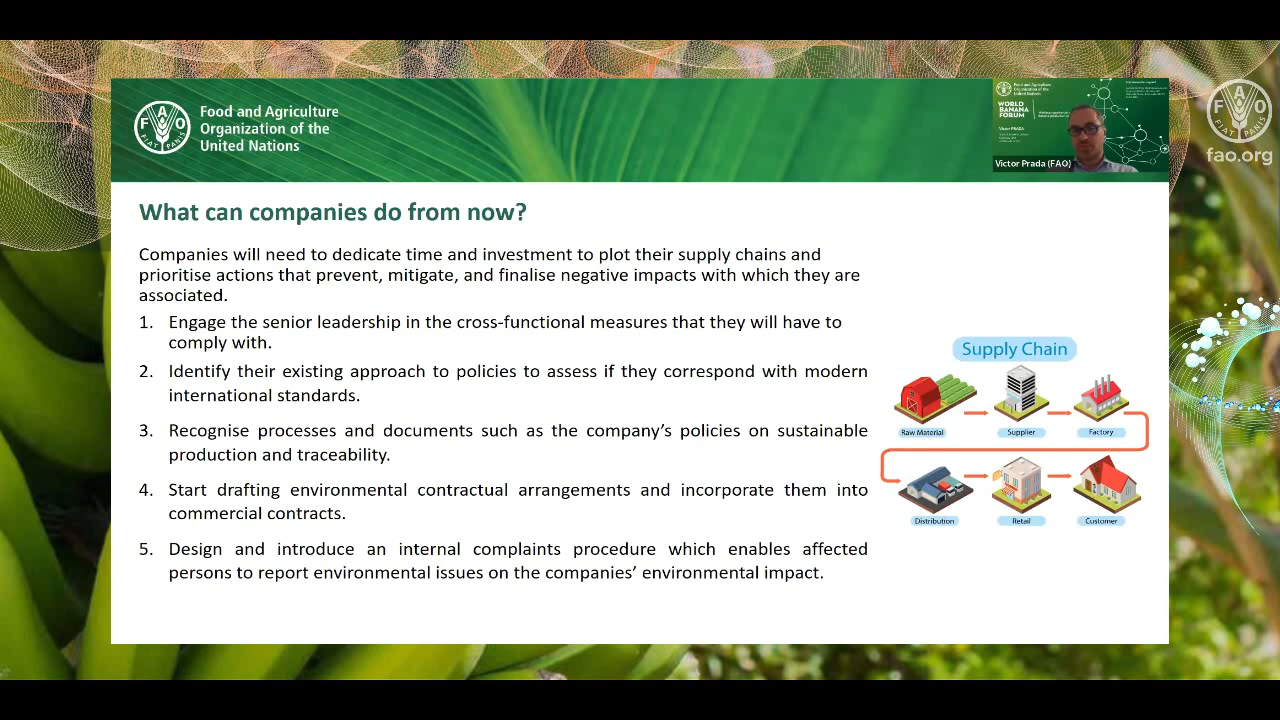 Food and Agriculture
Organization of the
United Nations
WORLD
BANANA
FORUM
Victor PRADA
Victor Prada (FAO)
FAO
FIAT PANIS
fao.org
What can companies do from now?
Companies will need to dedicate time and investment to plot their supply chains and
prioritise actions that prevent, mitigate, and finalise negative impacts with which they are
associated.
1. Engage the senior leadership in the cross-functional measures that they will have to
comply with.
2. Identify their existing approach to policies to assess if they correspond with modern
international standards.
3. Recognise processes and documents such as the company’s policies on sustainable
production and traceability.
4. Start drafting environmental contractual arrangements and incorporate them into
commercial contracts.
5. Design and introduce an internal complaints procedure which enables affected
persons to report environmental issues on the companies’ environmental impact.
Supply Chain
Raw Material
Supplier
Factory
Distribution
Retail
Customer